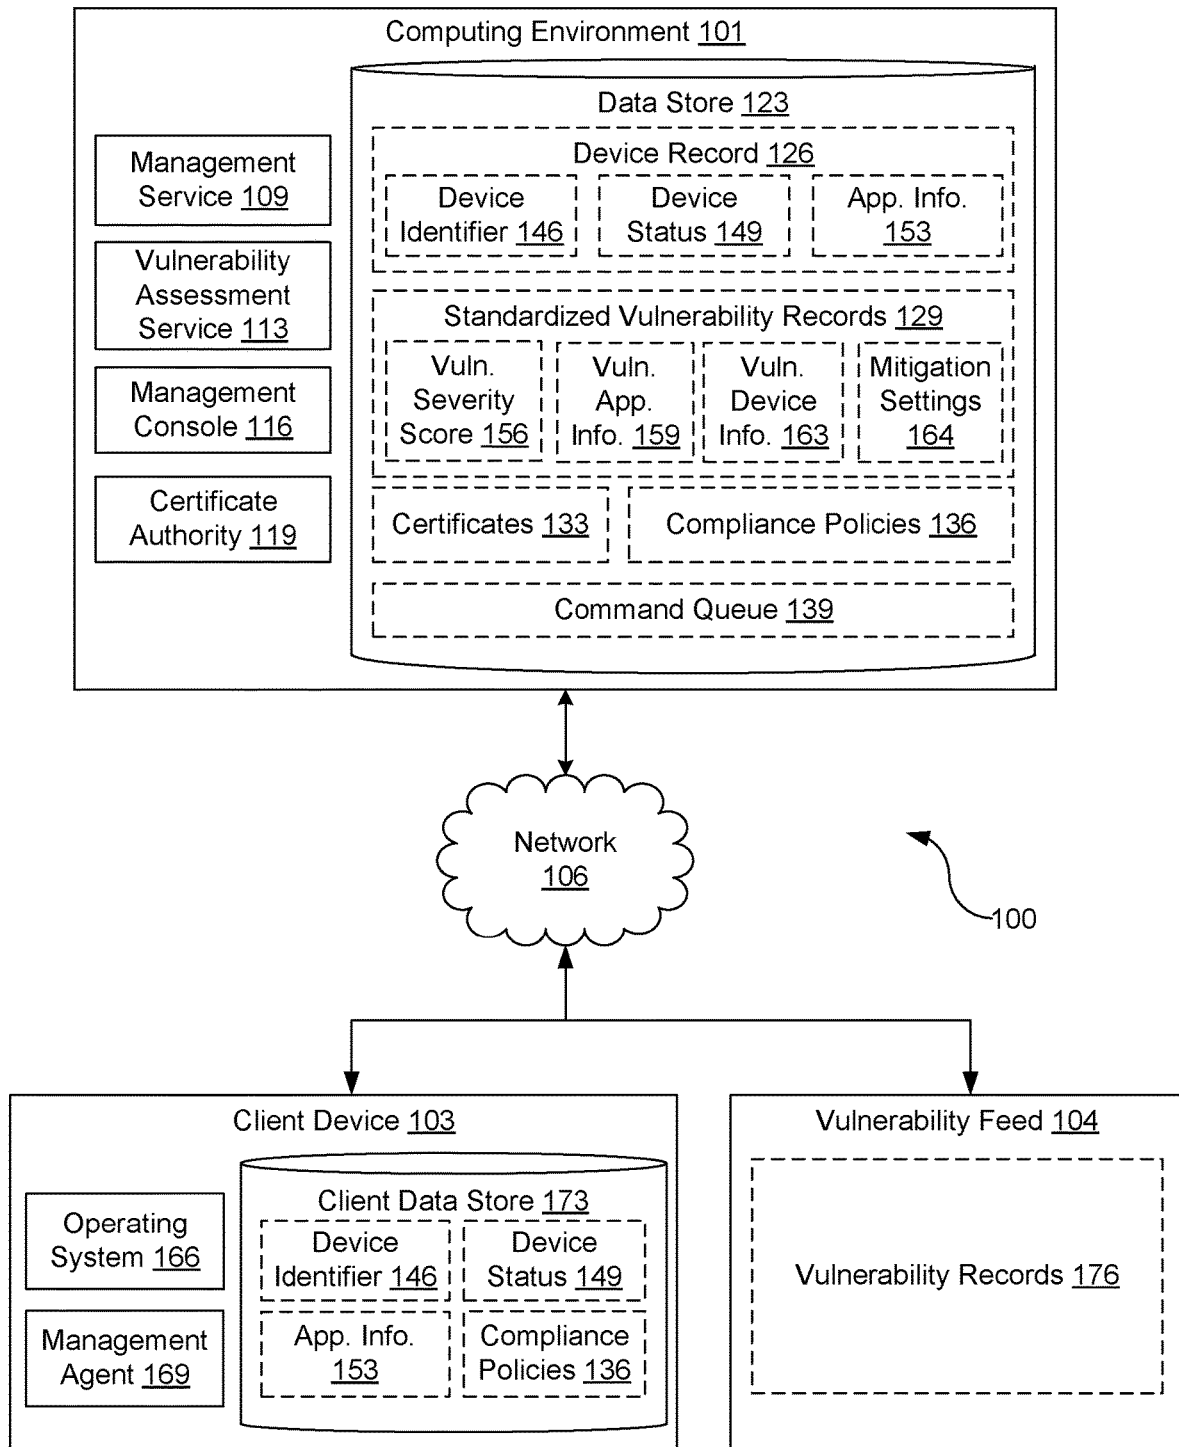 Computing Environment 101
Data Store 123
Management
Service 109
Vulnerability
Assessment
Service 113
Management
Console 116
Certificate
Authority 119
Device Record 126
Device
Identifier 146
Device
Status 149
App. Info.
153
Standardized Vulnerability Records 129
Vuln.
Severity
Score 156
Vuln.
App.
Info. 159
Vuln.
Device
Info. 163
Mitigation
Settings
164
Certificates 133
Compliance Policies 136
Command Queue 139
Network
106
100
Client Device 103
Operating
System 166
Management
Agent 169
Client Data Store 173
Device
Identifier 146
Device
Status 149
App. Info.
153
Compliance
Policies 136
Vulnerability Feed 104
Vulnerability Records 176